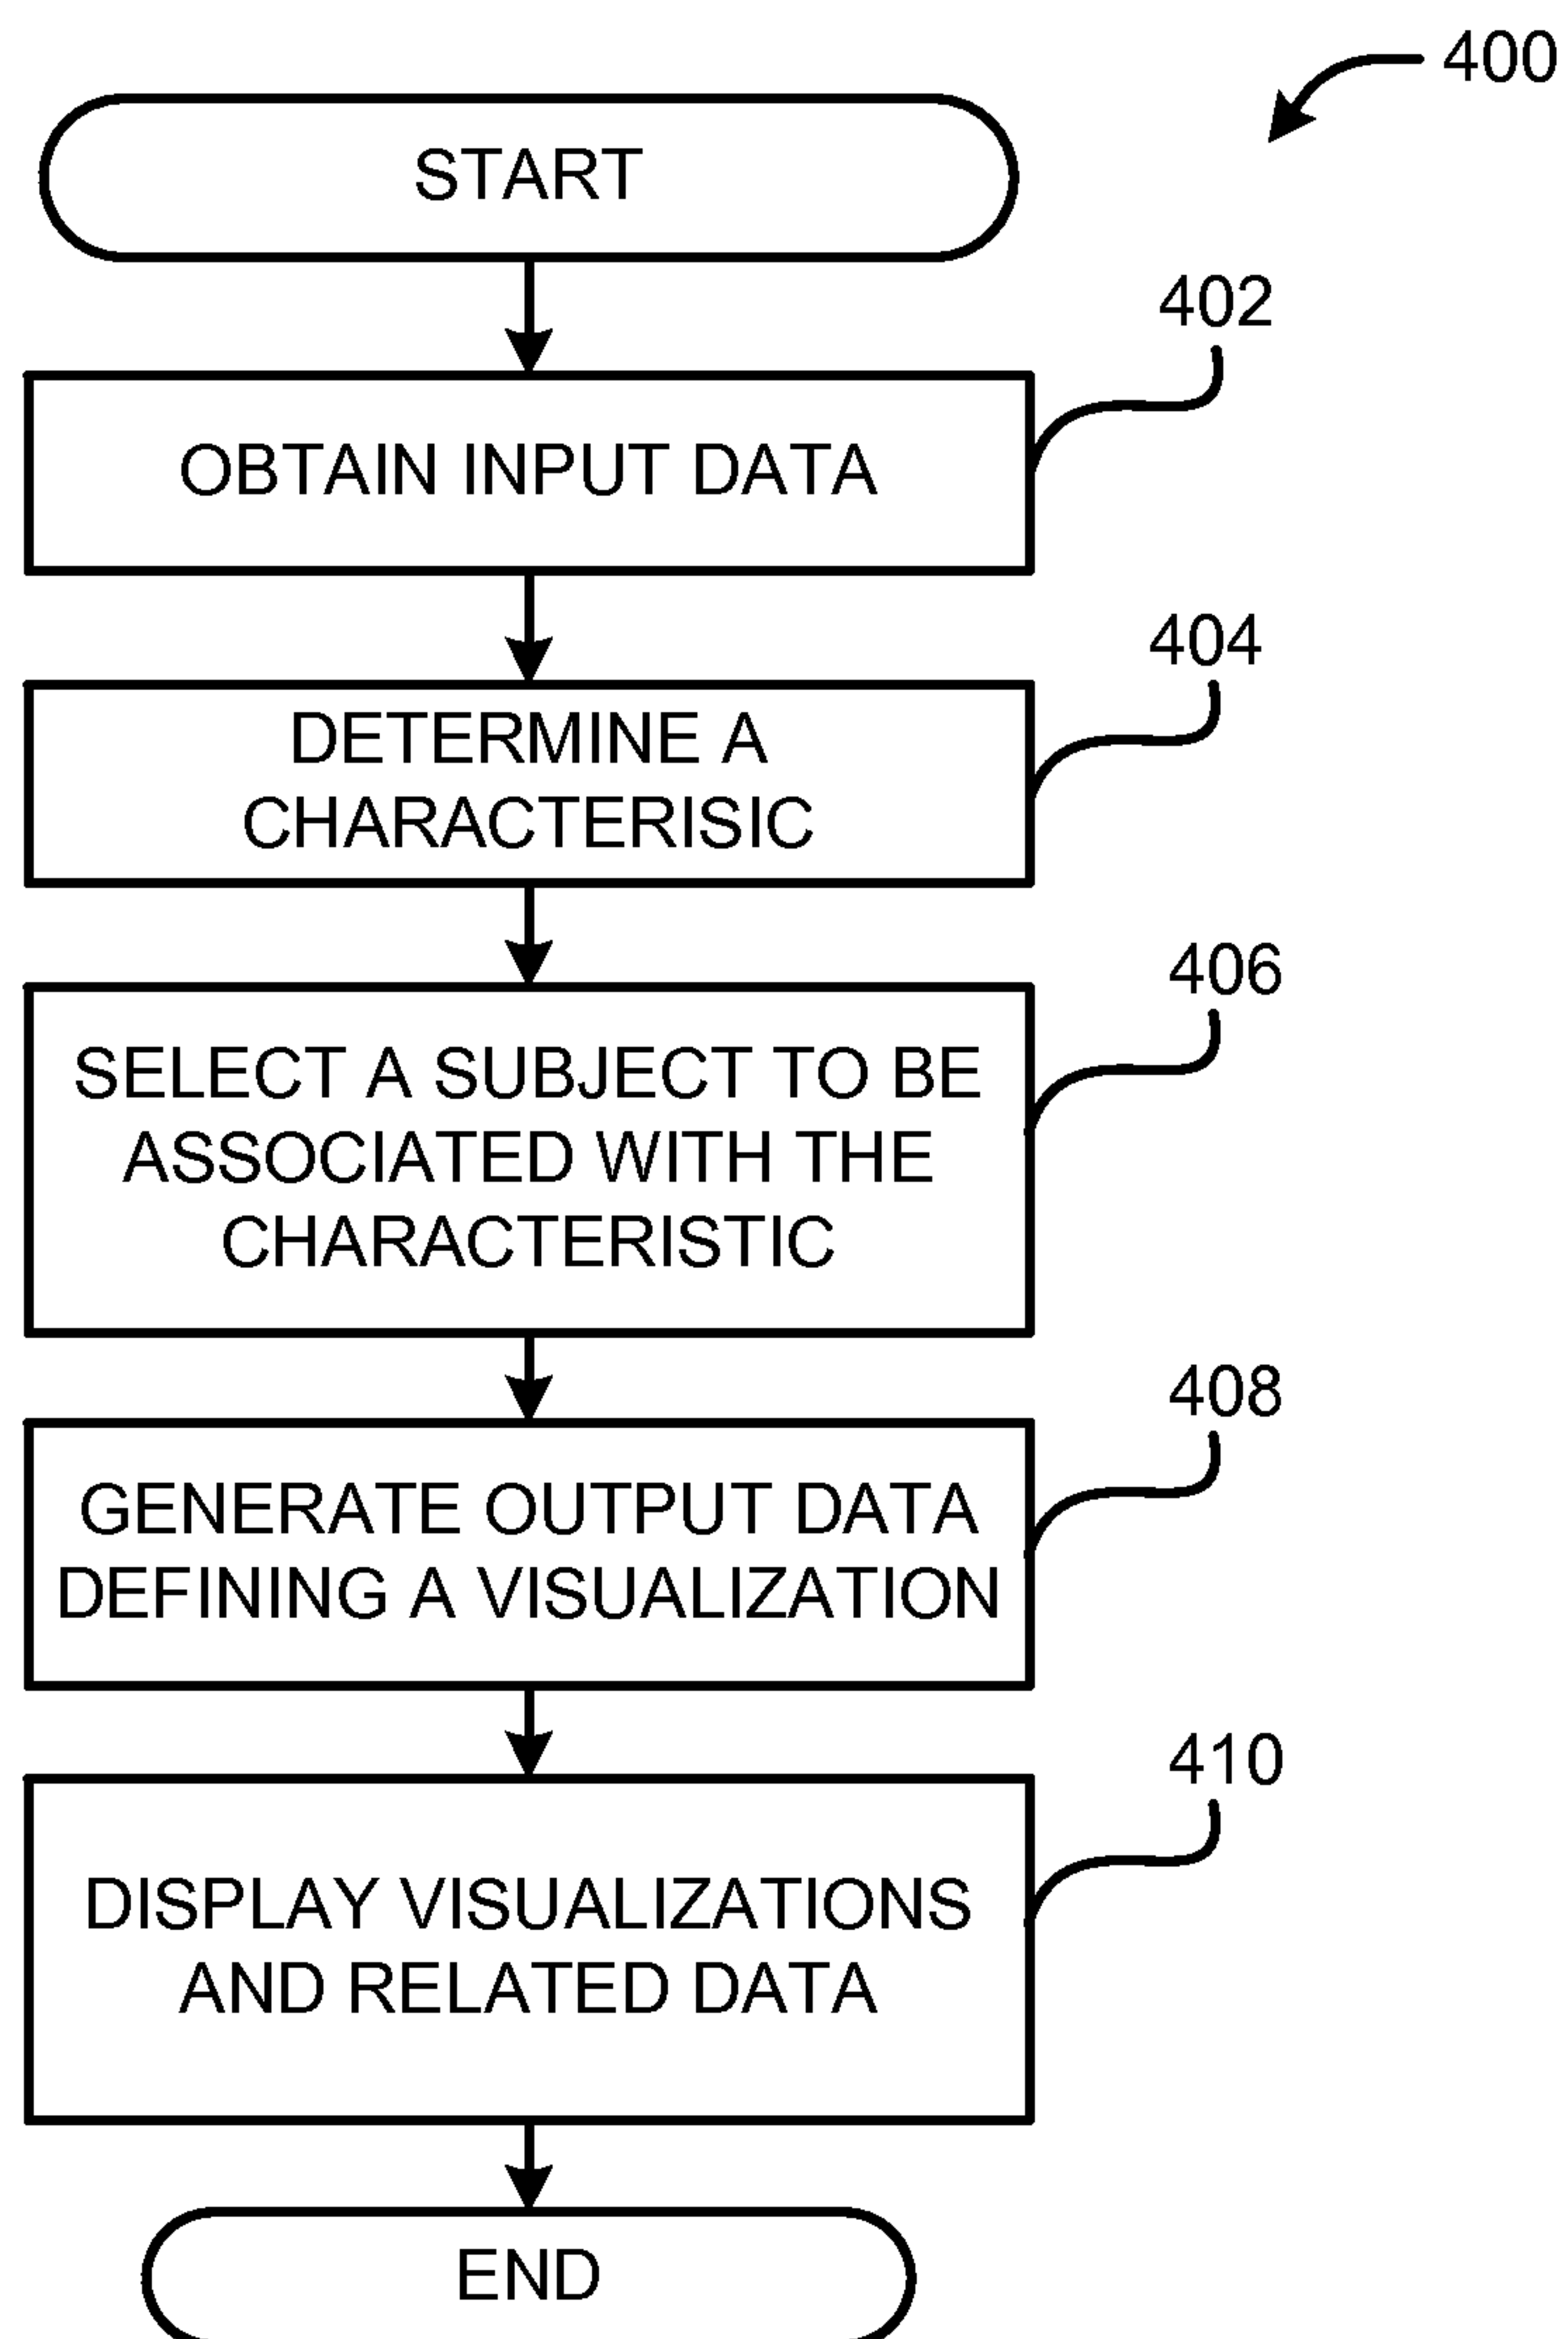 400
START
402
OBTAIN INPUT DATA
404
DETERMINE A
CHARACTERISIC
406
SELECT A SUBJECT TO BE
ASSOCIATED WITH THE
CHARACTERISTIC
408
GENERATE OUTPUT DATA
DEFINING A VISUALIZATION
410
DISPLAY VISUALIZATIONS
AND RELATED DATA
END